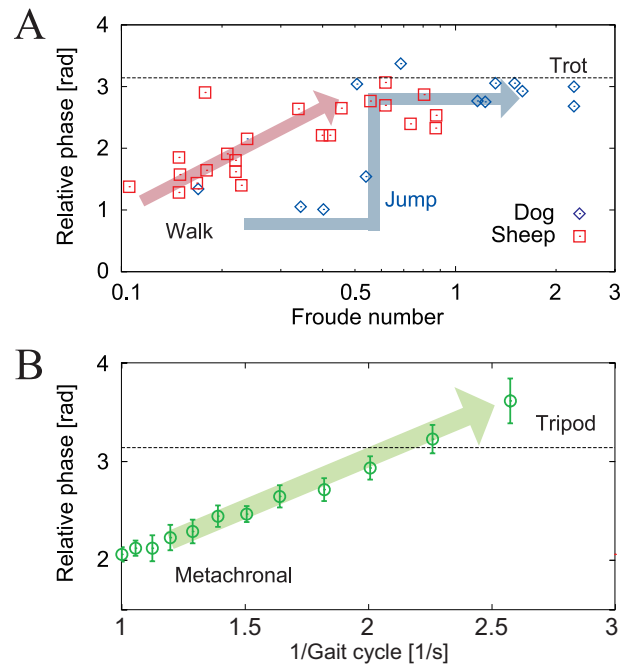 A
Relative phase [rad]
4
3
2
1
0
Trot
Jump
Walk
Dog
Sheep
0.1
0.5
1
3
Froude number
B
Relative phase [rad]
4
3
2
Tripod
Metachronal
1
1.5
2
2.5
3
1/Gait cycle [1/s]